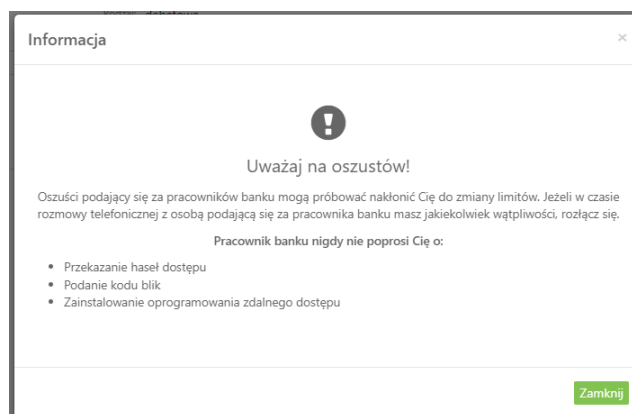 Informacja
×
Uważaj na oszustów!
Oszuści podający się za pracowników banku mogą próbować nakłonić Cię do zmiany limitów. Jeżeli w czasie
rozmowy telefonicznej z osobą podającą się za pracownika banku masz jakiekolwiek wątpliwości, rozłącz się.
Pracownik banku nigdy nie poprosi Cię o:
• Przekazanie haseł dostępu
• Podanie kodu blik
• Zainstalowanie oprogramowania zdalnego dostępu
Zamknij